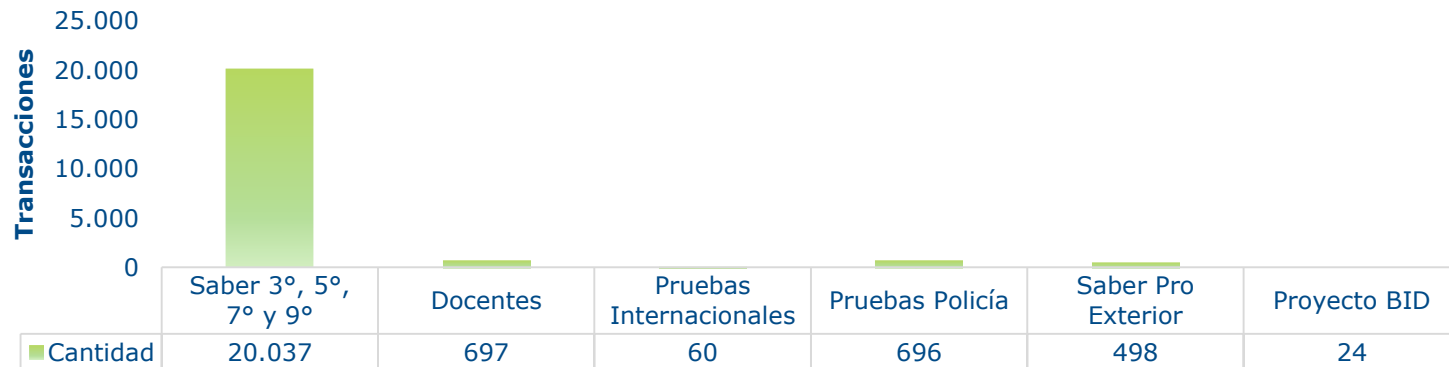 Transacciones
25.000
20.000
15.000
10.000
5.000
0
Saber 3°, 5°,
7° y 9°
Docentes
Pruebas
Internacionales
Pruebas Policía
Saber Pro
Exterior
Proyecto BID
Cantidad 20.037 697 60 696 498 24